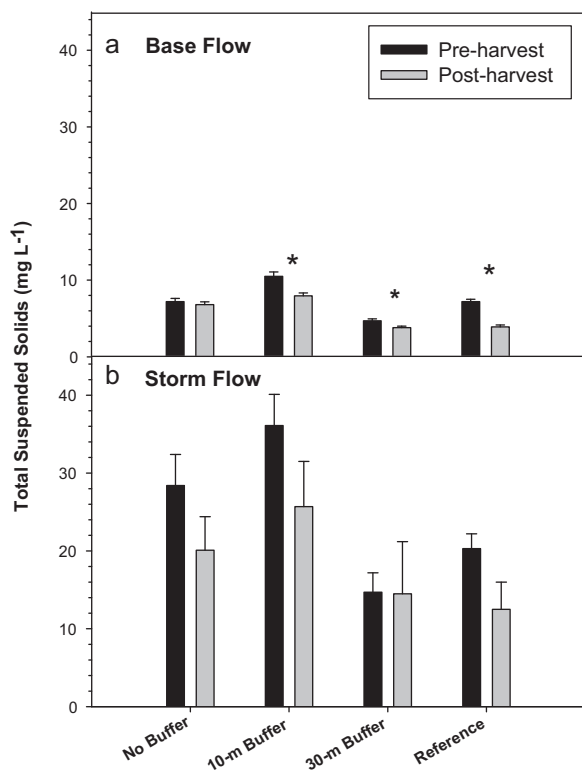 a Base Flow
Pre-harvest
Post-harvest
40
30
20
10
0
*
*
*
Total Suspended Solids (mg L-1)
b Storm Flow
40
30
20
10
0
No Buffer
10-m Buffer
30-m Buffer
Reference